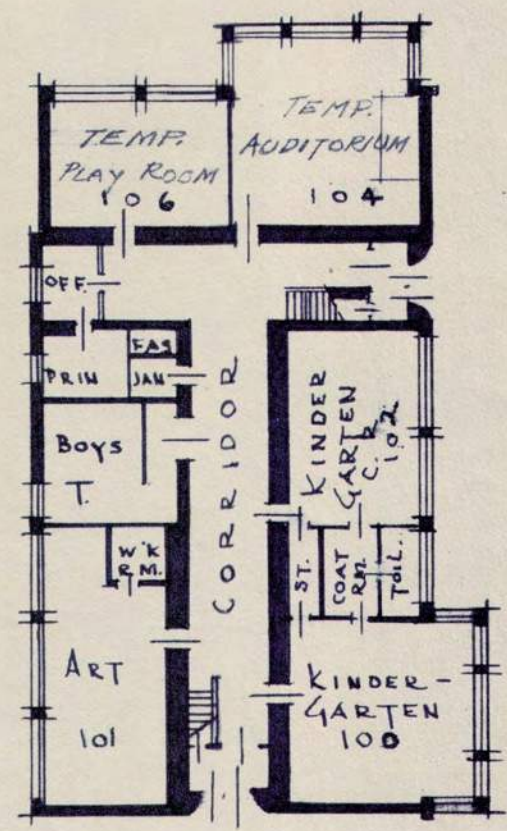 TEMP.
PLAY ROOM
106
TEMP.
AUDITORIUM
104
OFF.
PRIN
FAS
JAN
BOYS
T.
W'K
RM.
ART
101
CORRIDOR
KINDER
GARTEN
C. R.
102
ST.
COAT
RM.
TOIL.
KINDER-
GARTEN
100